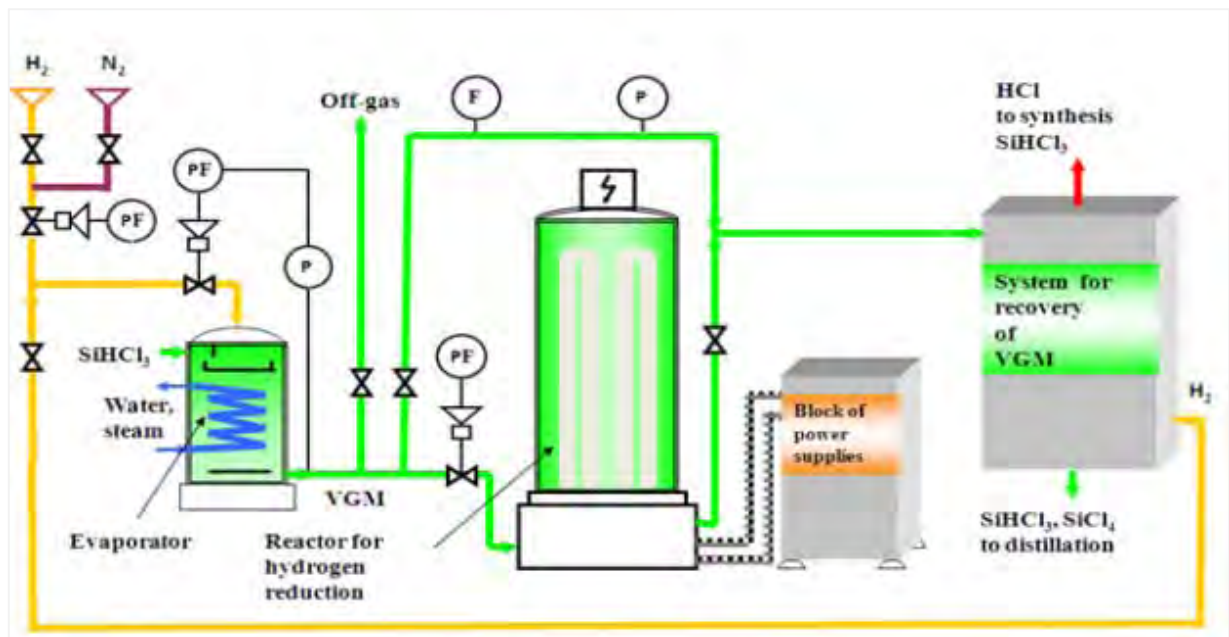 H₂
N₂
PF
PF
P
Off-gas
F
P
HCl
to synthesis
SiHCl₃
SiHCl₃
Water,
steam
PF
System for
recovery
of
VGM
Block of
power
supplies
H₂
VGM
Evaporator
Reactor for
hydrogen
reduction
SiHCl₃, SiCl₄
to distillation